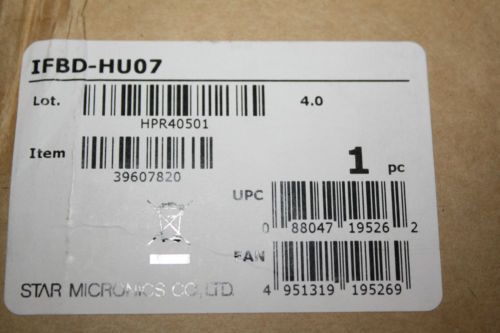 IFBD-HU07
Lot. 4.0
HPR40501
Item 1 pc
39607820
UPC
0 88047 19526 2
EAN
4 951319 195269
STAR MICRONICS CO.,LTD.